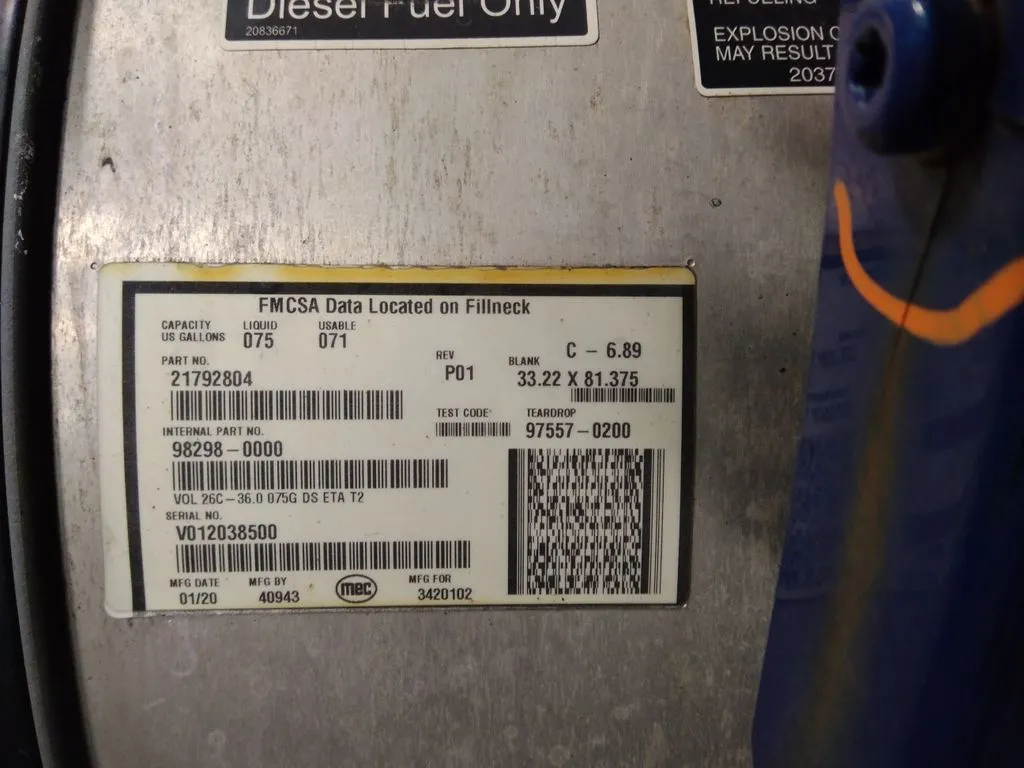 Diesel Fuel Only
20836671
REFUELING
EXPLOSION
MAY RESULT
2037
FMCSA Data Located on Fillneck
CAPACITY LIQUID USABLE
US GALLONS 075 071
PART NO.
21792804
REV
P01
C - 6.89
BLANK
33.22 X 81.375
TEST CODE
TEARDROP
97557-0200
INTERNAL PART NO.
98298-0000
VOL 26C-36.0 075G DS ETA T2
SERIAL NO.
V012038500
MFG DATE MFG BY mec MFG FOR
01/20 40943 3420102